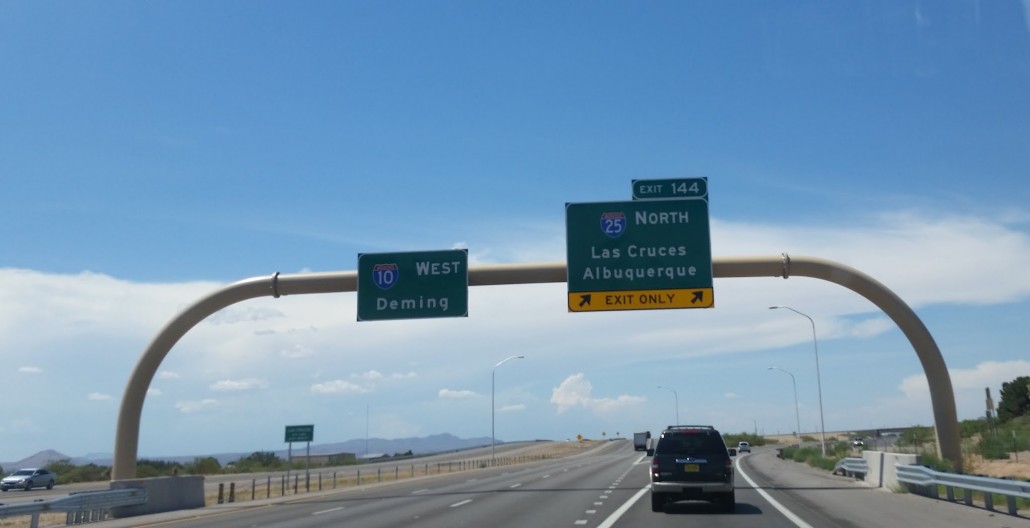 10 WEST
Deming
EXIT 144
25 NORTH
Las Cruces
Albuquerque
EXIT ONLY